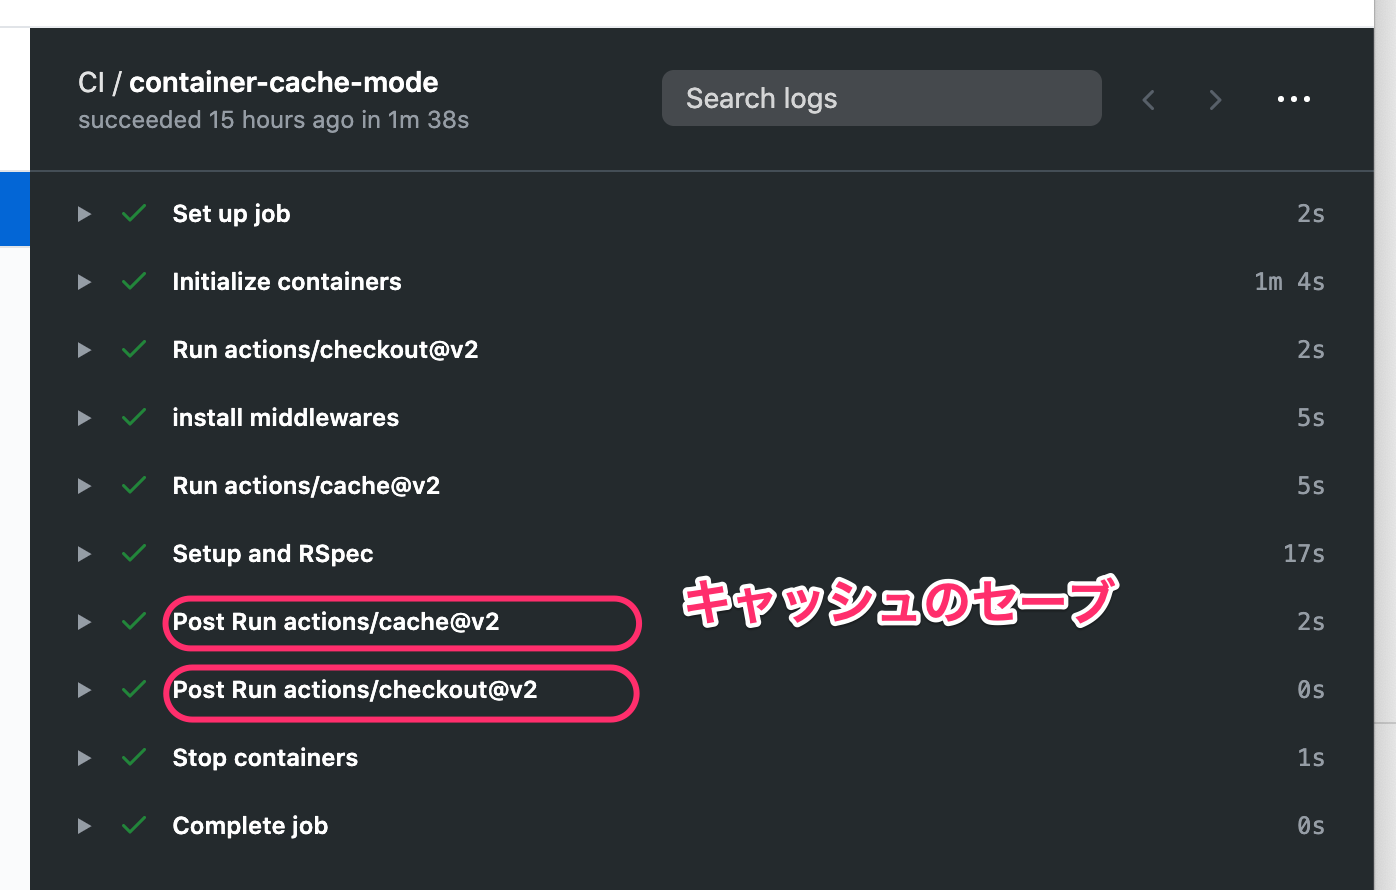 CI / container-cache-mode
succeeded 15 hours ago in 1m 38s
Search logs
Set up job 2s
Initialize containers 1m 4s
Run actions/checkout@v2 2s
install middlewares 5s
Run actions/cache@v2 5s
Setup and RSpec 17s
キャッシュのセーブ
Post Run actions/cache@v2 2s
Post Run actions/checkout@v2 0s
Stop containers 1s
Complete job 0s